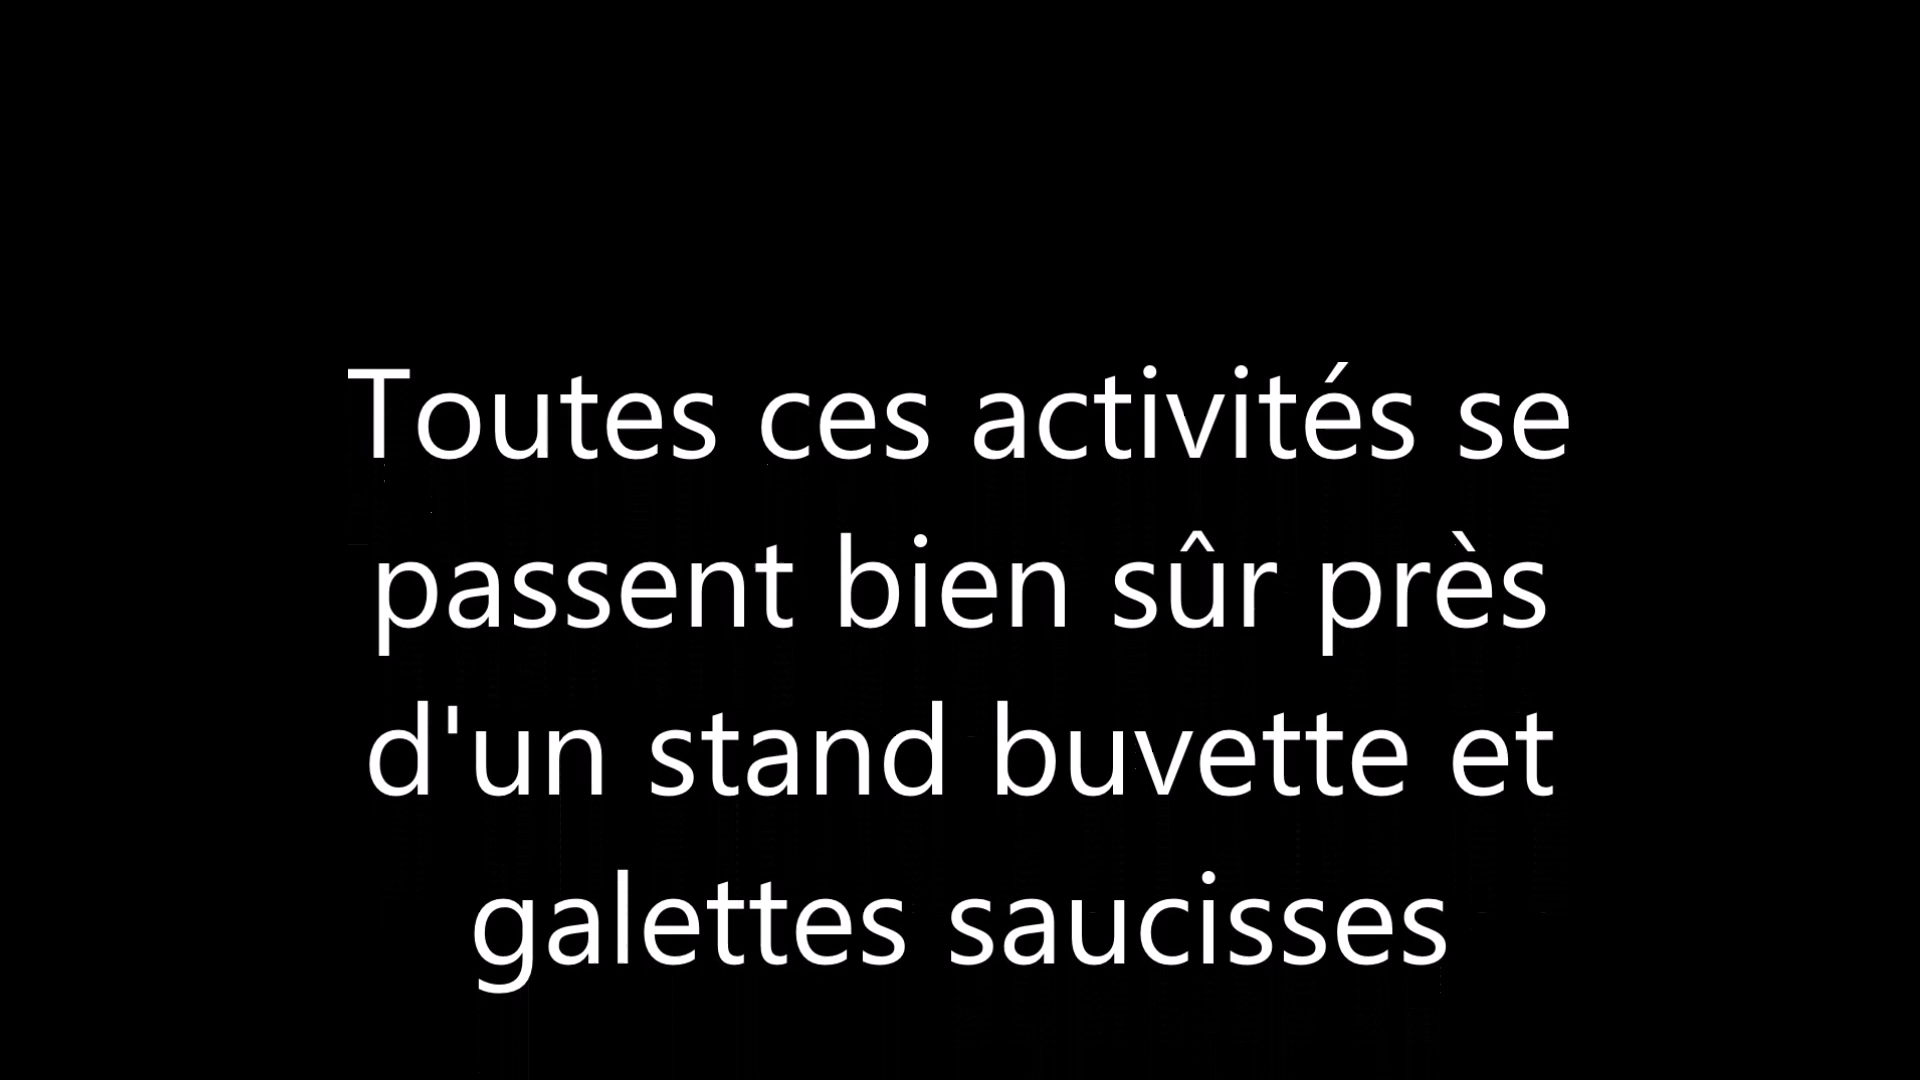 Toutes ces activités se
passent bien sûr près
d'un stand buvette et
galettes saucisses